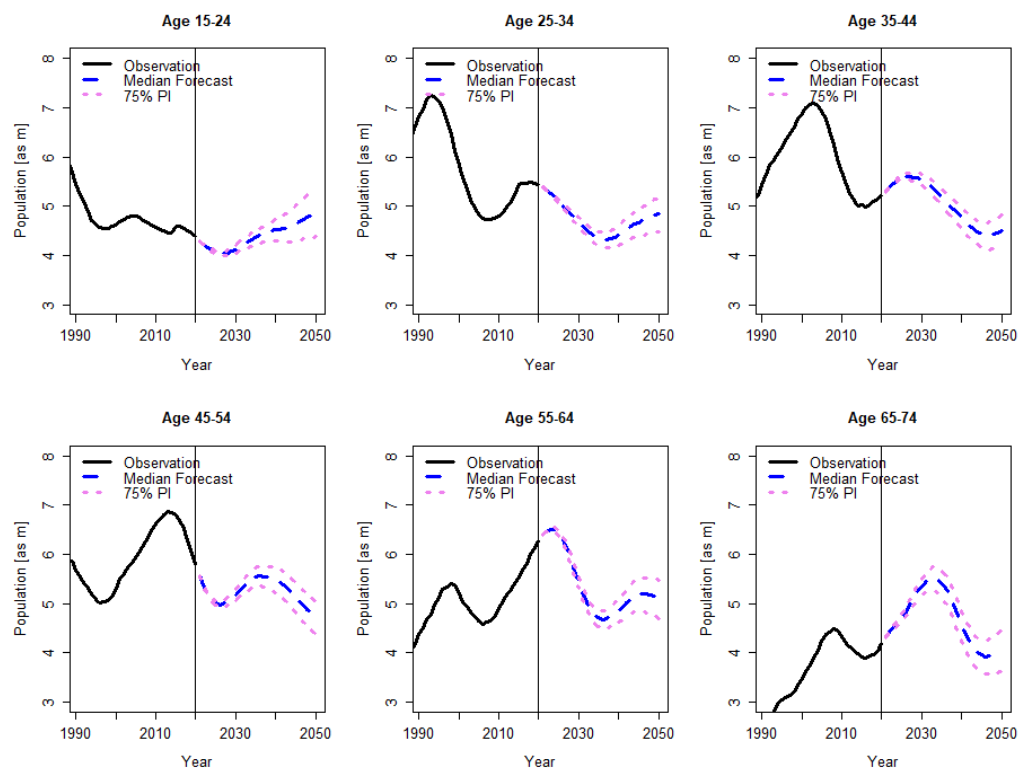 Age 15-24
8
7
6
5
4
3
Population [as m]
Observation
Median Forecast
75% PI
1990
2010
2030
2050
Year
Age 25-34
8
7
6
5
4
3
Population [as m]
Observation
Median Forecast
75% PI
1990
2010
2030
2050
Year
Age 35-44
8
7
6
5
4
3
Population [as m]
Observation
Median Forecast
75% PI
1990
2010
2030
2050
Year
Age 45-54
8
7
6
5
4
3
Population [as m]
Observation
Median Forecast
75% PI
1990
2010
2030
2050
Year
Age 55-64
8
7
6
5
4
3
Population [as m]
Observation
Median Forecast
75% PI
1990
2010
2030
2050
Year
Age 65-74
8
7
6
5
4
3
Population [as m]
Observation
Median Forecast
75% PI
1990
2010
2030
2050
Year